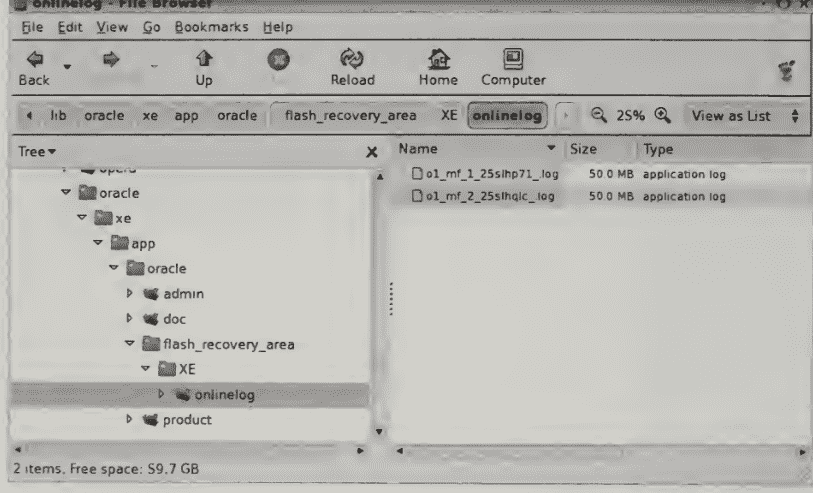 onlinelog - File Browser
File Edit View Go Bookmarks Help
Back Up Reload Home Computer
lib oracle xe app oracle flash_recovery_area XE onlinelog 25% View as List
Tree Name Size Type
opera
o1_mf_1_25slhp71_.log 50.0 MB application log
oracle
o1_mf_2_25slhqlc_.log 50.0 MB application log
xe
app
oracle
admin
doc
flash_recovery_area
XE
onlinelog
product
2 items, Free space: 59.7 GB